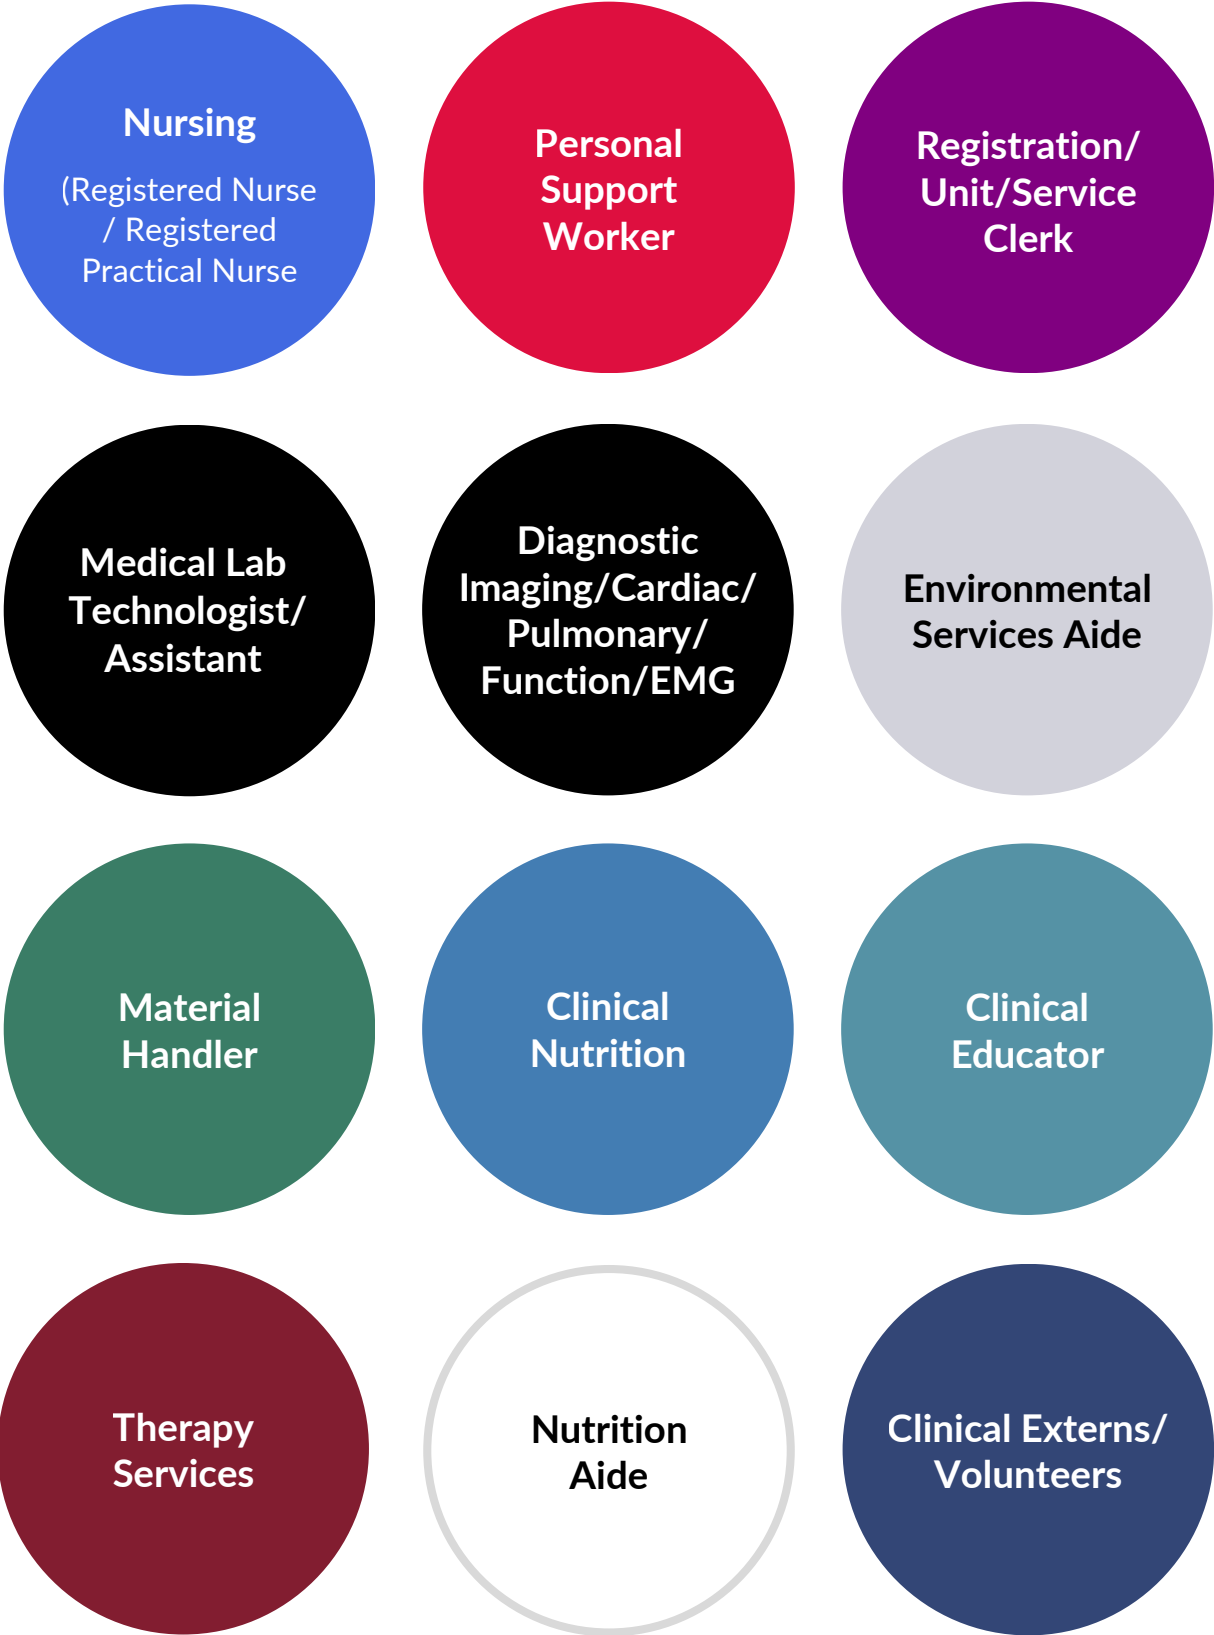 Nursing
(Registered Nurse
/ Registered
Practical Nurse
Personal
Support
Worker
Registration/
Unit/Service
Clerk
Medical Lab
Technologist/
Assistant
Diagnostic
Imaging/Cardiac/
Pulmonary/
Function/EMG
Environmental
Services Aide
Material
Handler
Clinical
Nutrition
Clinical
Educator
Therapy
Services
Nutrition
Aide
Clinical Externs/
Volunteers